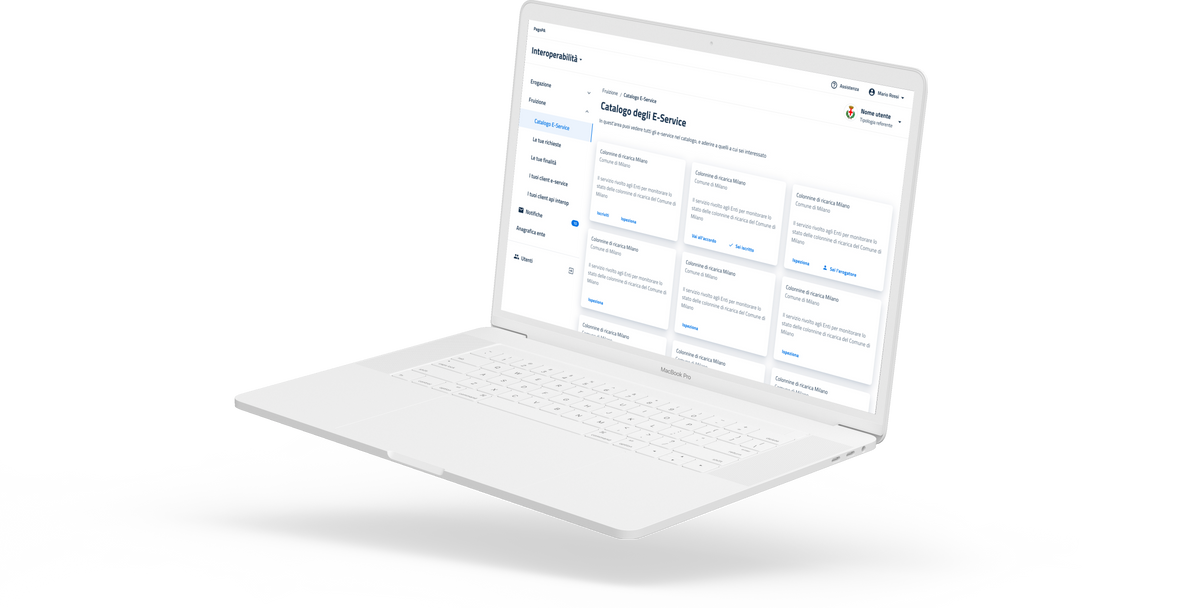 PagoPA
Interoperabilità
Assistenza
Mario Rossi
Nome utente
Tipologia referente
Erogazione
Fruizione
Catalogo E-Service
Le tue richieste
Le tue finalità
I tuoi client e-service
I tuoi client api interop
Notifiche
Anagrafica ente
Utenti
Fruizione / Catalogo E-Service
Catalogo degli E-Service
In quest'area puoi vedere tutti gli e-service nel catalogo, e aderire a quelli a cui sei interessato
Colonnine di ricarica Milano
Comune di Milano
Il servizio rivolto agli Enti per monitorare lo
stato delle colonnine di ricarica del Comune di
Milano
Iscriviti
Ispeziona
Colonnine di ricarica Milano
Comune di Milano
Il servizio rivolto agli Enti per monitorare lo
stato delle colonnine di ricarica del Comune di
Milano
Vai all'accordo
Sei iscritto
Colonnine di ricarica Milano
Comune di Milano
Il servizio rivolto agli Enti per monitorare lo
stato delle colonnine di ricarica del Comune di
Milano
Ispeziona
Sei l'erogatore
Colonnine di ricarica Milano
Comune di Milano
Il servizio rivolto agli Enti per monitorare lo
stato delle colonnine di ricarica del Comune di
Milano
Ispeziona
Colonnine di ricarica Milano
Comune di Milano
Il servizio rivolto agli Enti per monitorare lo
stato delle colonnine di ricarica del Comune di
Milano
Ispeziona
Colonnine di ricarica Milano
Comune di Milano
Il servizio rivolto agli Enti per monitorare lo
stato delle colonnine di ricarica del Comune di
Milano
Ispeziona
Colonnine di ricarica Milano
Colonnine di ricarica Milano
Colonnine di ricarica Milano
MacBook Pro